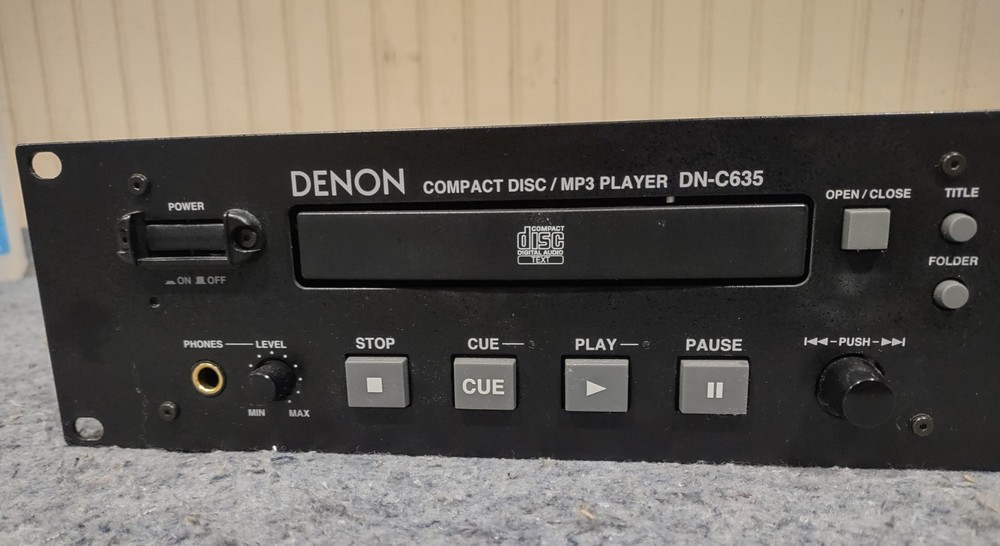 DENON COMPACT DISC / MP3 PLAYER DN-C635
POWER
ON OFF
COMPACT
disc
DIGITAL AUDIO
TEXT
OPEN / CLOSE
TITLE
FOLDER
PHONES LEVEL
MIN MAX
STOP
CUE
CUE
PLAY
PAUSE
PUSH